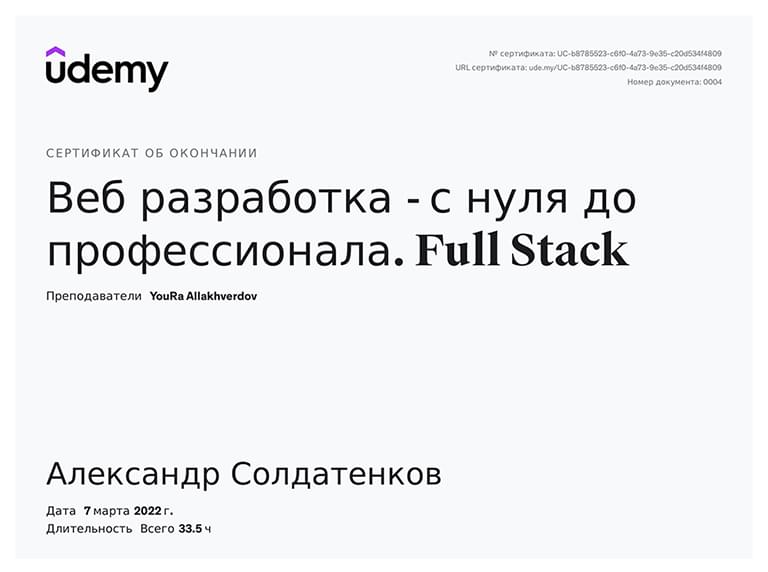 udemy
№ сертификата: UC-b8785523-c6f0-4a73-9e35-c20d534f4809
URL сертификата: ude.my/UC-b8785523-c6f0-4a73-9e35-c20d534f4809
Номер документа: 0004
СЕРТИФИКАТ ОБ ОКОНЧАНИИ
Веб разработка - с нуля до
профессионала. Full Stack
Преподаватели YouRa Allakhverdov
Александр Солдатенков
Дата 7 марта 2022 г.
Длительность Всего 33.5 ч